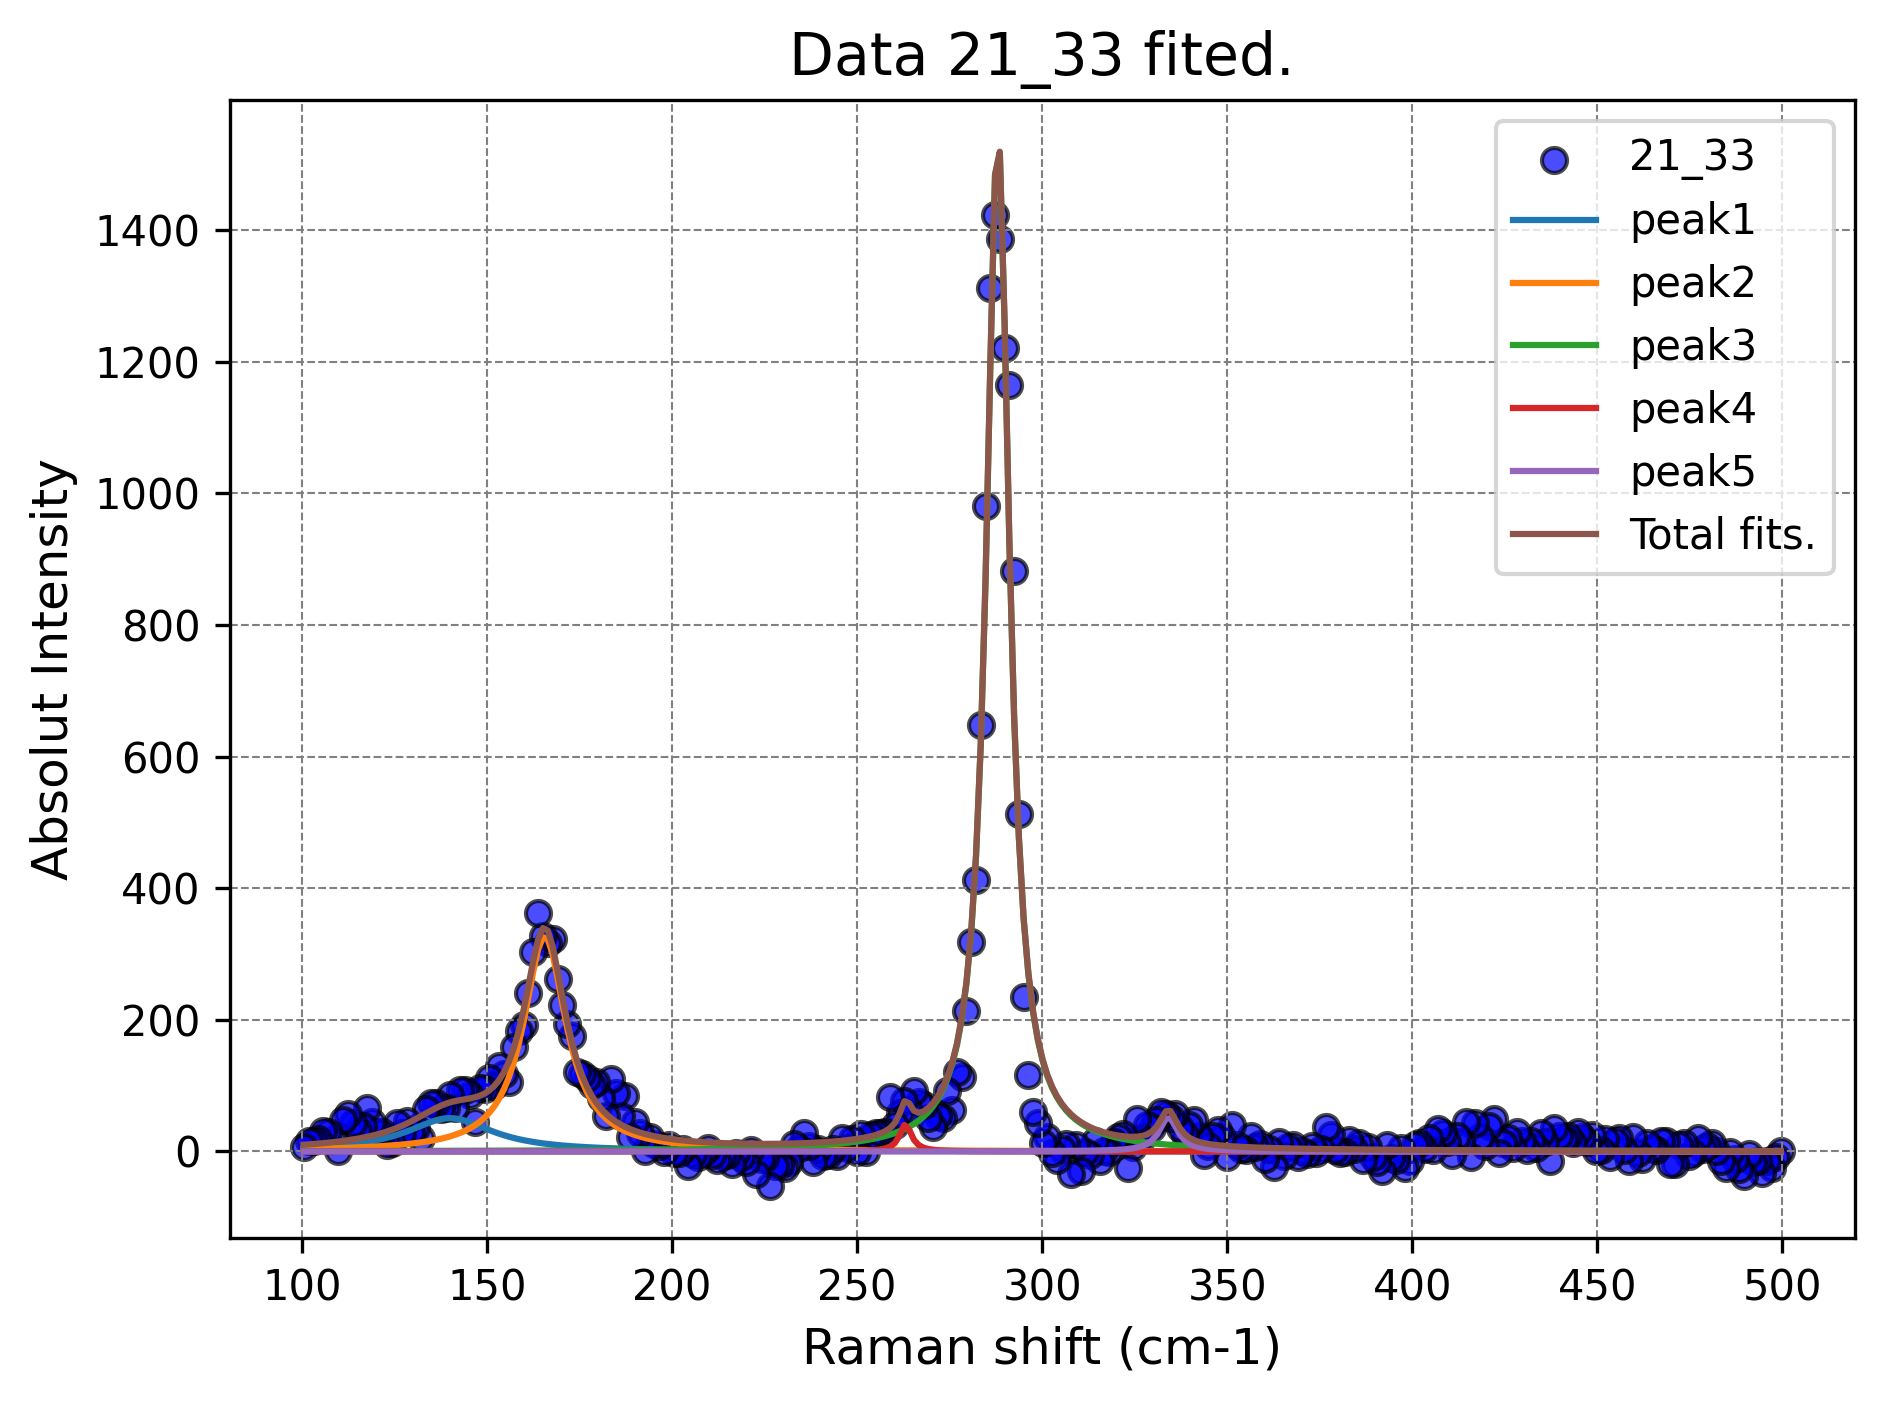 Data 21_33 fited.
21_33
peak1
peak2
peak3
peak4
peak5
Total fits.
Absolut Intensity
1400
1200
1000
800
600
400
200
0
100 150 200 250 300 350 400 450 500
Raman shift (cm-1)